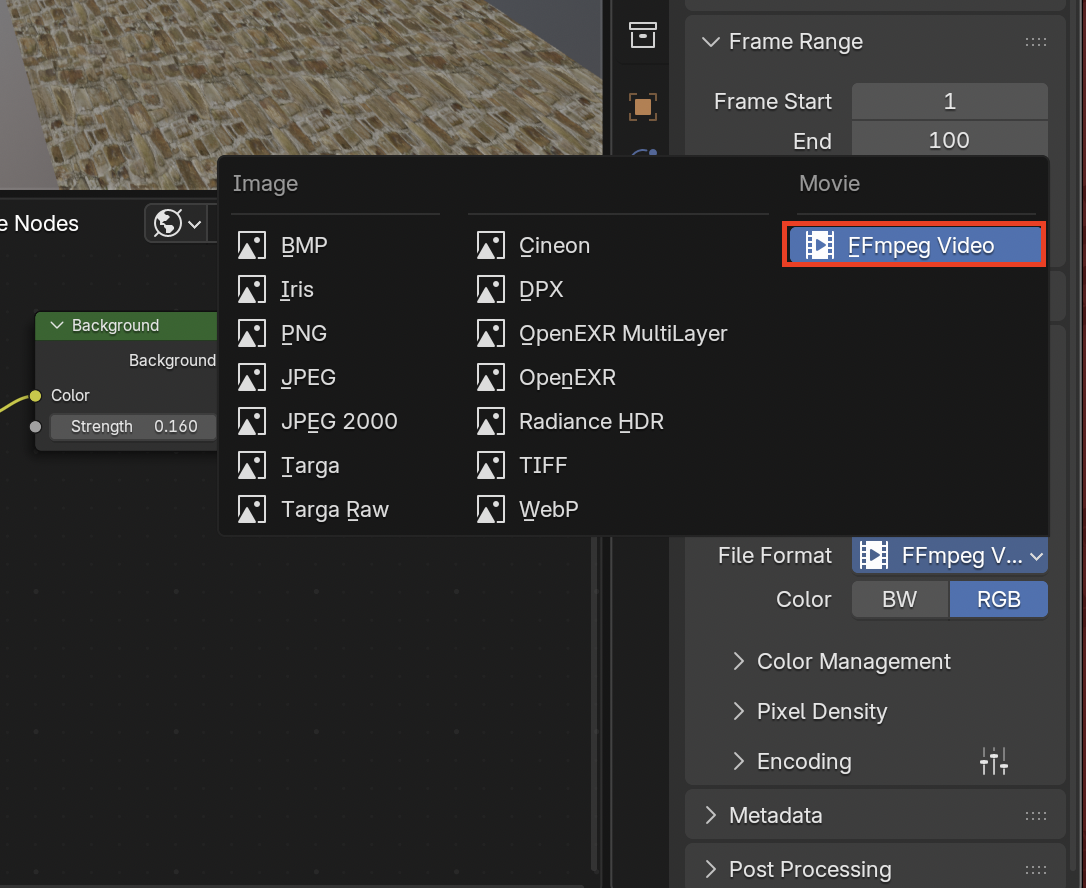 Frame Range
Frame Start 1
End 100
Image
Movie
BMP
Iris
PNG
JPEG
JPEG 2000
Targa
Targa Raw
Cineon
DPX
OpenEXR MultiLayer
OpenEXR
Radiance HDR
TIFF
WebP
FFmpeg Video
e Nodes
Background
Background
Color
Strength 0.160
File Format FFmpeg V...
Color BW RGB
Color Management
Pixel Density
Encoding
Metadata
Post Processing